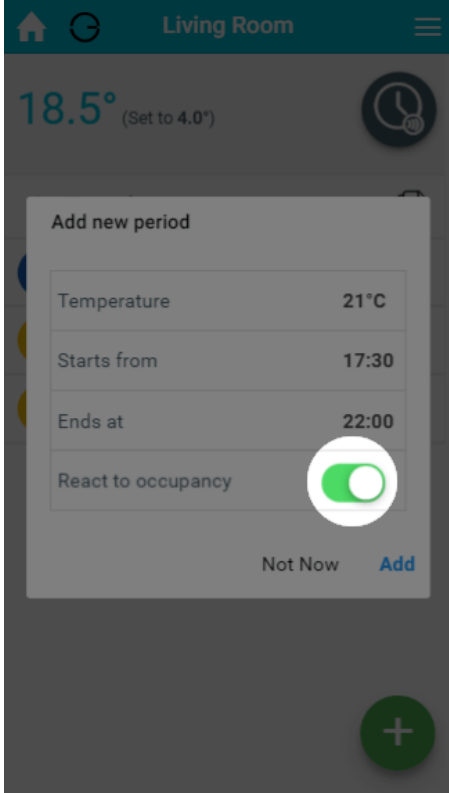 Living Room
18.5° (Set to 4.0°)
Add new period
Temperature 21°C
Starts from 17:30
Ends at 22:00
React to occupancy
Not Now Add